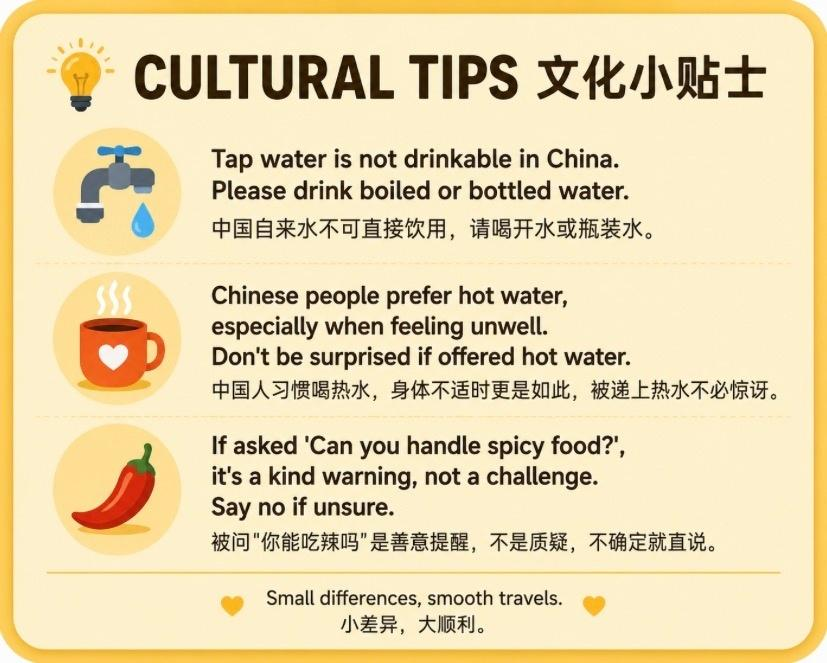 CULTURAL TIPS 文化小贴士
Tap water is not drinkable in China.
Please drink boiled or bottled water.
中国自来水不可直接饮用，请喝开水或瓶装水。
Chinese people prefer hot water,
especially when feeling unwell.
Don't be surprised if offered hot water.
中国人习惯喝热水，身体不适时更是如此，被递上热水不必惊讶。
If asked 'Can you handle spicy food?',
it's a kind warning, not a challenge.
Say no if unsure.
被问"你能吃辣吗"是善意提醒，不是质疑，不确定就直说。
Small differences, smooth travels.
小差异，大顺利。